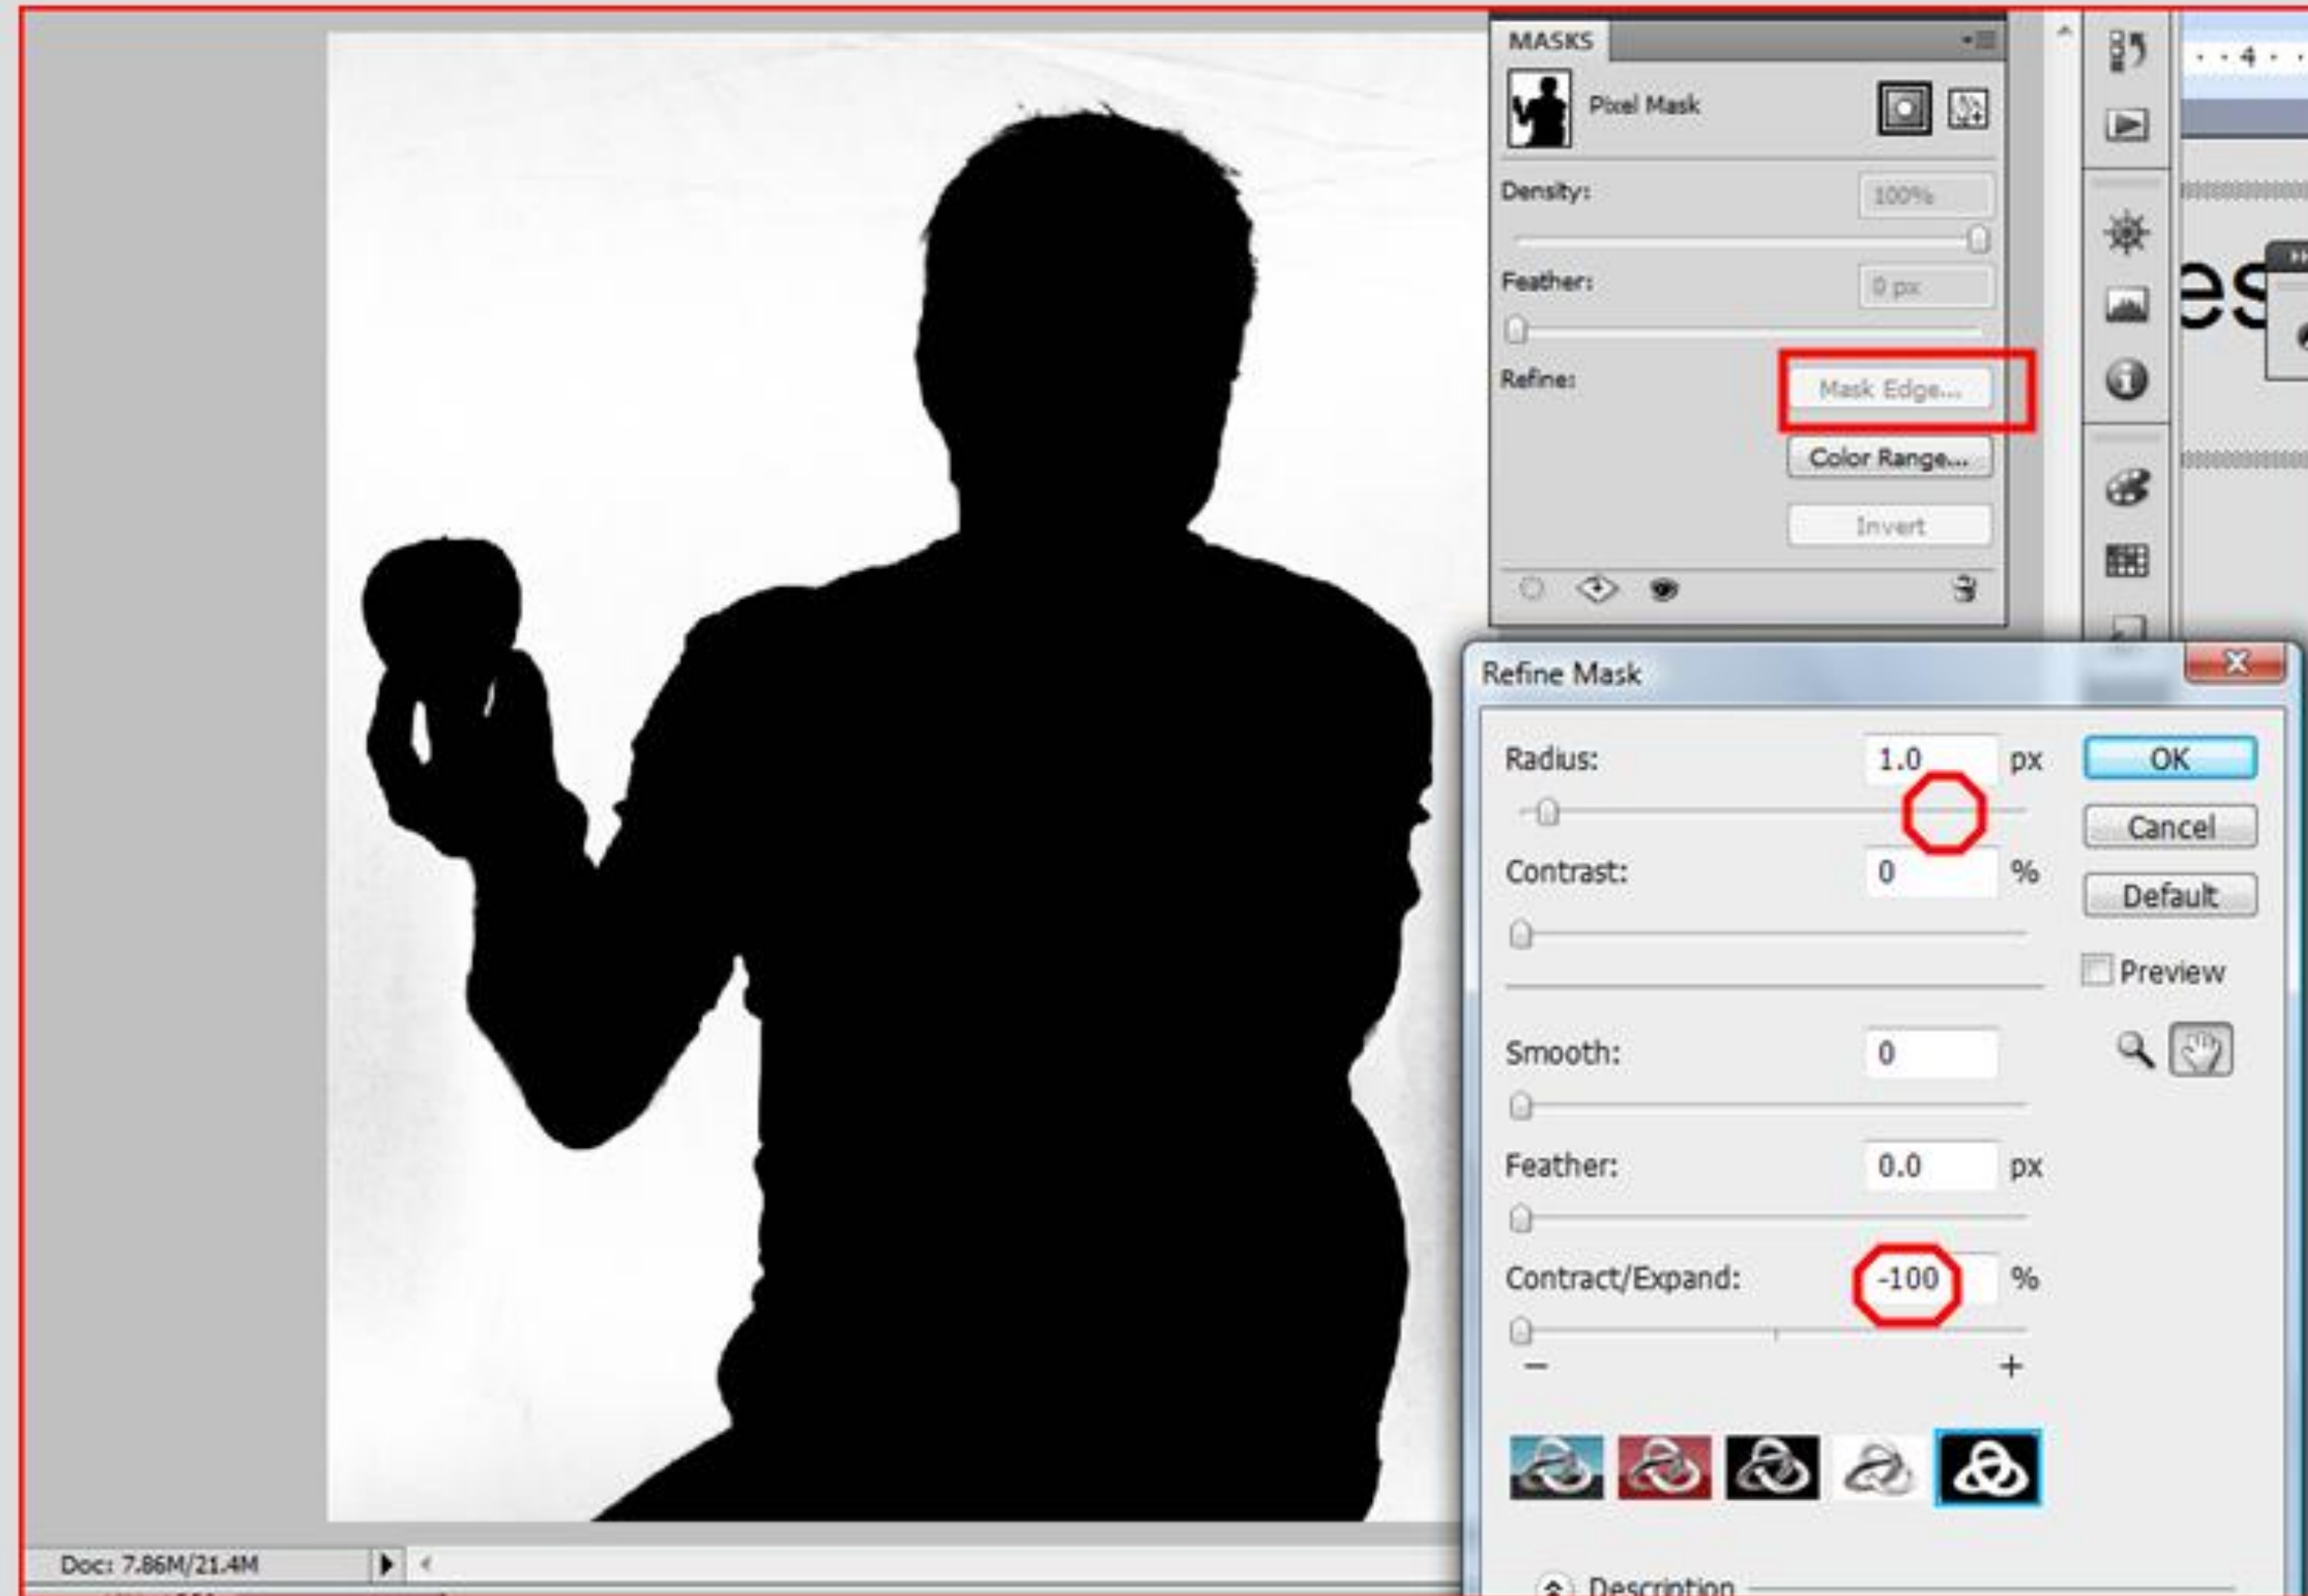 MASKS
Pixel Mask
Density:
100%
Feather:
0 px
Refine:
Mask Edge...
Color Range...
Invert
4
es
Refine Mask
Radius:
1.0
px
OK
Cancel
Contrast:
0
%
Default
Preview
Smooth:
0
Feather:
0.0
px
Contract/Expand:
-100
%
− +
Doc: 7.86M/21.4M
Description